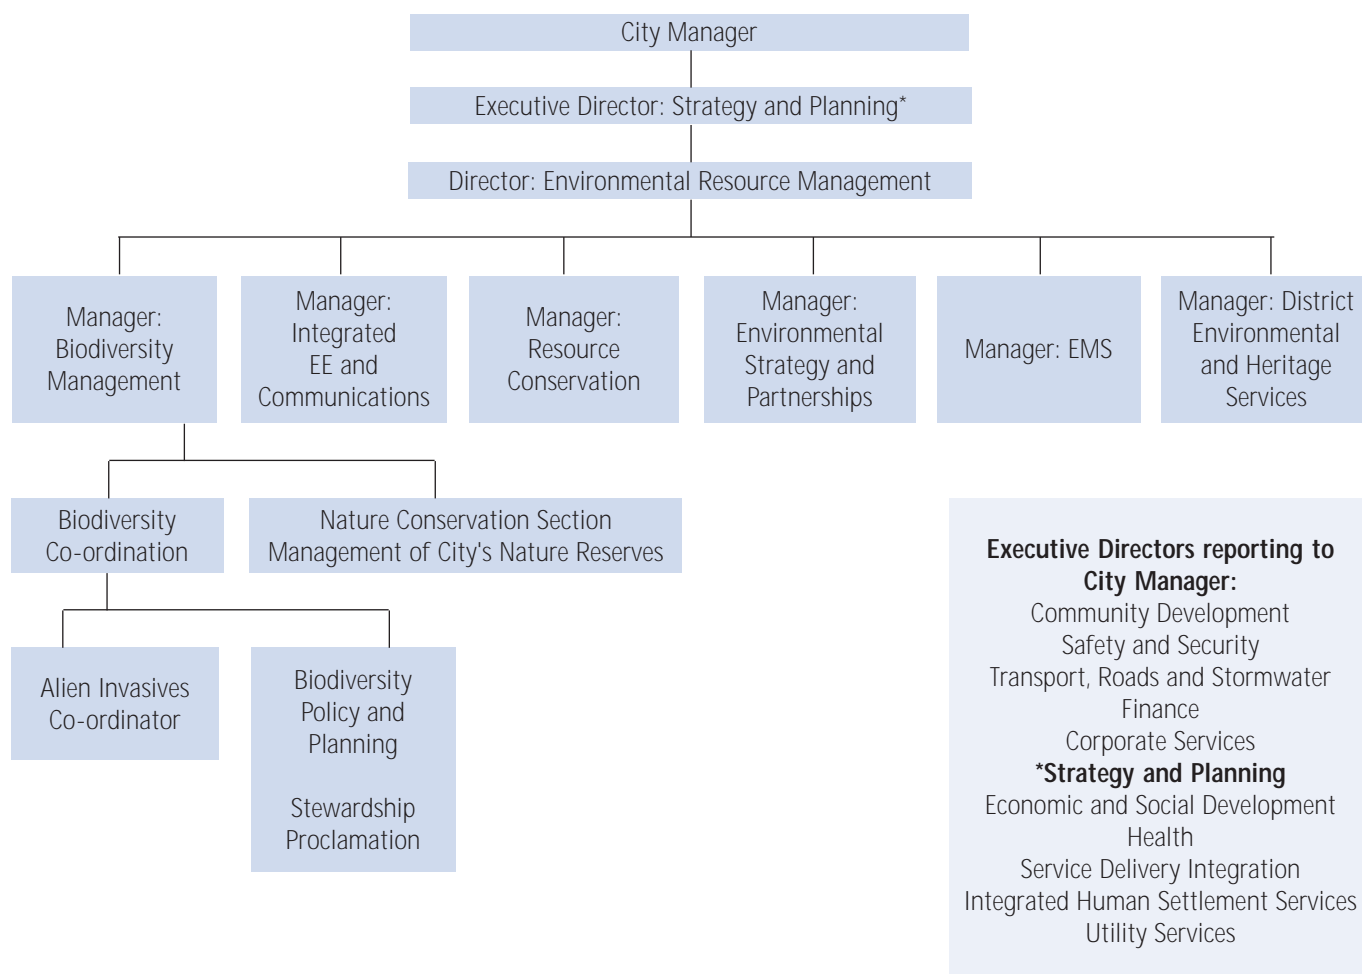 City Manager
Executive Director: Strategy and Planning*
Director: Environmental Resource Management
Manager:
Biodiversity
Management
Manager:
Integrated
EE and
Communications
Manager:
Resource
Conservation
Manager:
Environmental
Strategy and
Partnerships
Manager: EMS
Manager: District
Environmental
and Heritage
Services
Biodiversity
Co-ordination
Nature Conservation Section
Management of City's Nature Reserves
Alien Invasives
Co-ordinator
Biodiversity
Policy and
Planning
Stewardship
Proclamation
Executive Directors reporting to
City Manager:
Community Development
Safety and Security
Transport, Roads and Stormwater
Finance
Corporate Services
*Strategy and Planning
Economic and Social Development
Health
Service Delivery Integration
Integrated Human Settlement Services
Utility Services